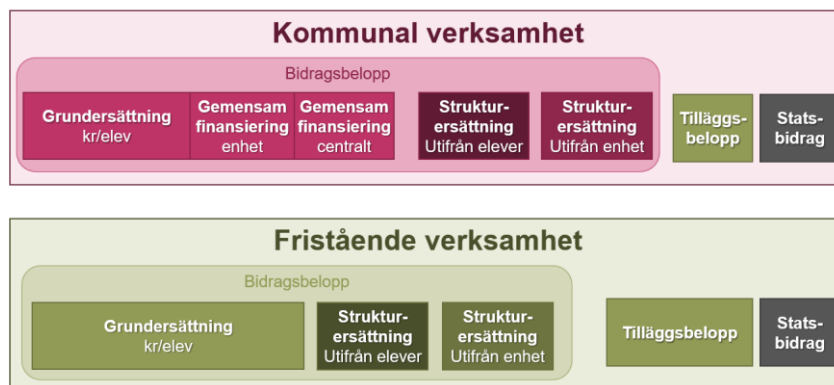 Kommunal verksamhet
Bidragsbelopp
Grundersättning
kr/elev
Gemensam
finansiering
enhet
Gemensam
finansiering
centralt
Struktur-
ersättning
Utifrån elever
Struktur-
ersättning
Utifrån enhet
Tilläggs-
belopp
Stats-
bidrag
Fristående verksamhet
Bidragsbelopp
Grundersättning
kr/elev
Struktur-
ersättning
Utifrån elever
Struktur-
ersättning
Utifrån enhet
Tilläggsbelopp
Stats-
bidrag